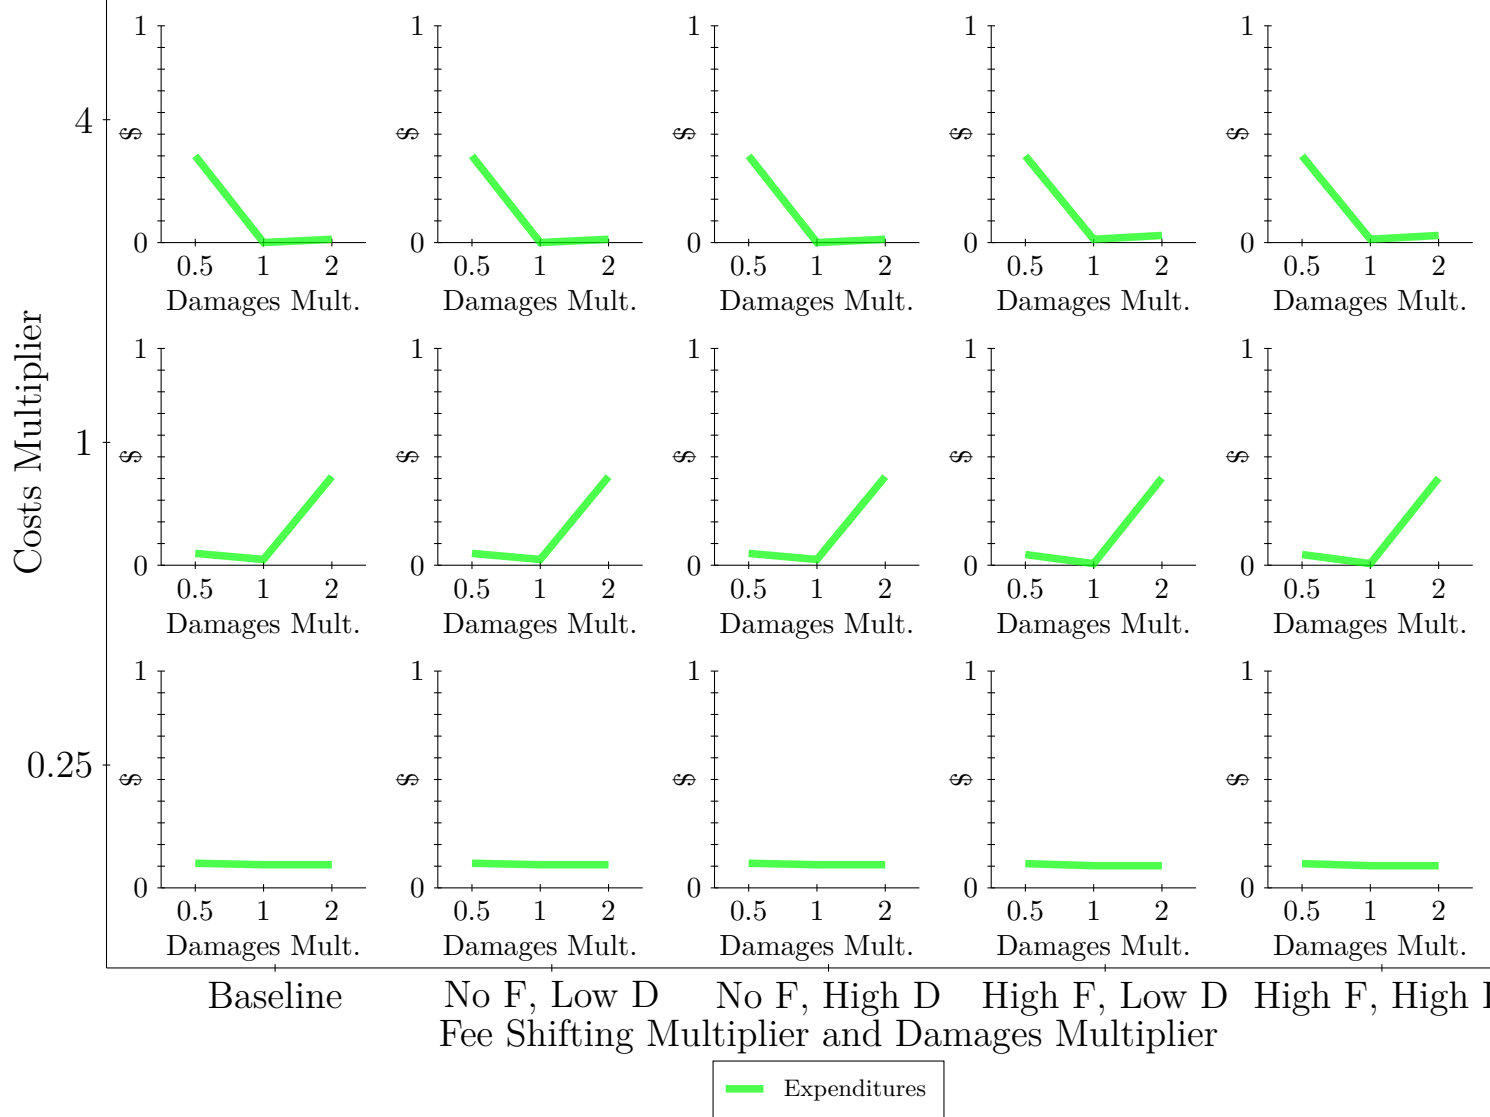 1 1 1 1 1
4 $ $ $ $ $
0 0 0 0 0
0.5 1 2 0.5 1 2 0.5 1 2 0.5 1 2 0.5 1 2
Damages Mult. Damages Mult. Damages Mult. Damages Mult. Damages Mult.
Costs Multiplier
1 1 1 1 1
1 $ $ $ $ $
0 0 0 0 0
0.5 1 2 0.5 1 2 0.5 1 2 0.5 1 2 0.5 1 2
Damages Mult. Damages Mult. Damages Mult. Damages Mult. Damages Mult.
1 1 1 1 1
0.25 $ $ $ $ $
0 0 0 0 0
0.5 1 2 0.5 1 2 0.5 1 2 0.5 1 2 0.5 1 2
Damages Mult. Damages Mult. Damages Mult. Damages Mult. Damages Mult.
Baseline No F, Low D No F, High D High F, Low D High F, High
Fee Shifting Multiplier and Damages Multiplier
Expenditures